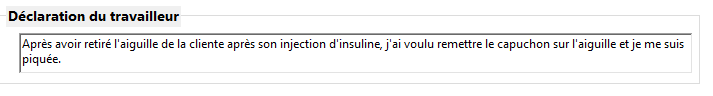 Déclaration du travailleur
Après avoir retiré l'aiguille de la cliente après son injection d'insuline, j'ai voulu remettre le capuchon sur l'aiguille et je me suis
piquée.